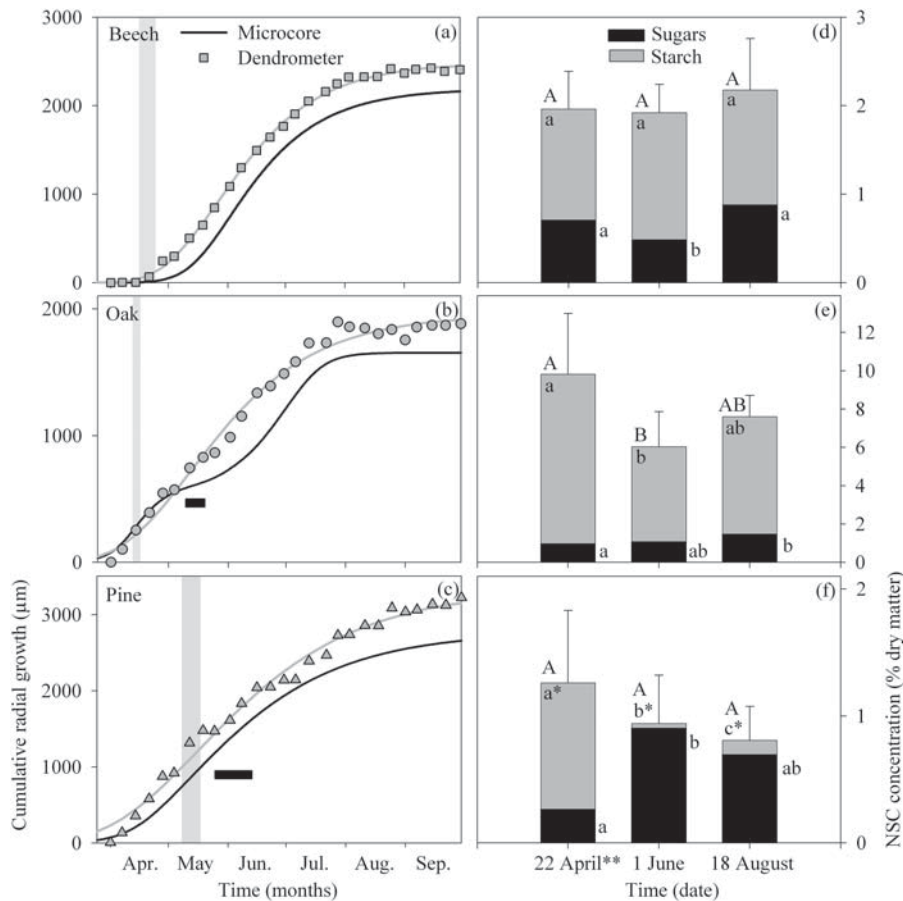 3000
Beech
Microcore
Dendrometer
(a)
2000
1000
0
Sugars
Starch
(d)
3
2
1
0
A
a
a
A
a
b
A
a
a
2000
Oak
(b)
1000
0
(e)
12
10
8
6
4
2
0
A
a
a
B
b
ab
AB
ab
b
Pine
(c)
3000
2000
1000
0
Apr. May Jun. Jul. Aug. Sep.
Time (months)
Cumulative radial growth (μm)
(f)
2
1
0
A
a*
a
A
b*
b
A
c*
ab
22 April** 1 June 18 August
Time (date)
NSC concentration (% dry matter)